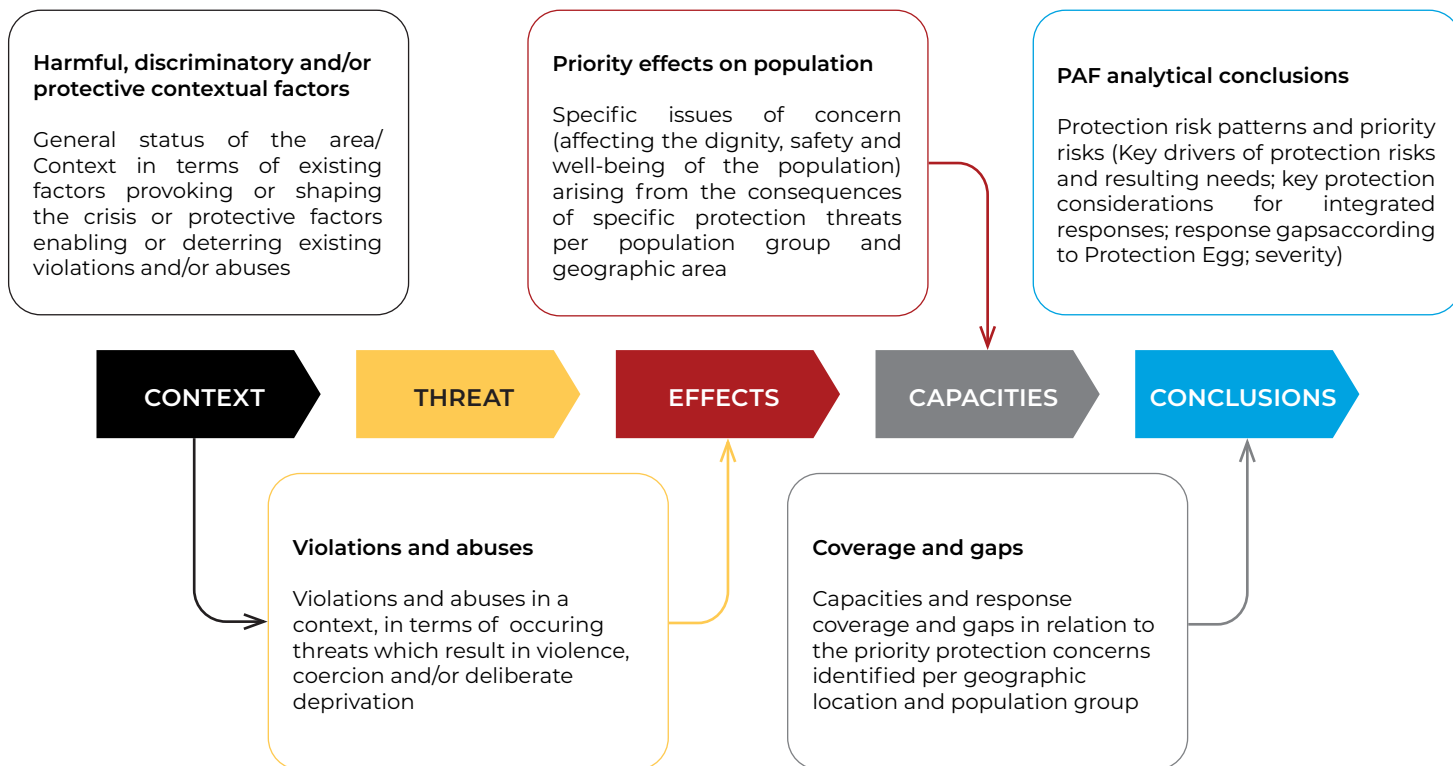 Harmful, discriminatory and/or
protective contextual factors
General status of the area/
Context in terms of existing
factors provoking or shaping
the crisis or protective factors
enabling or deterring existing
violations and/or abuses
Priority effects on population
Specific issues of concern
(affecting the dignity, safety and
well-being of the population)
arising from the consequences
of specific protection threats
per population group and
geographic area
PAF analytical conclusions
Protection risk patterns and priority
risks (Key drivers of protection risks
and resulting needs; key protection
considerations for integrated
responses; response gapsaccording
to Protection Egg; severity)
CONTEXT
THREAT
EFFECTS
CAPACITIES
CONCLUSIONS
Violations and abuses
Violations and abuses in a
context, in terms of occuring
threats which result in violence,
coercion and/or deliberate
deprivation
Coverage and gaps
Capacities and response
coverage and gaps in relation to
the priority protection concerns
identified per geographic
location and population group